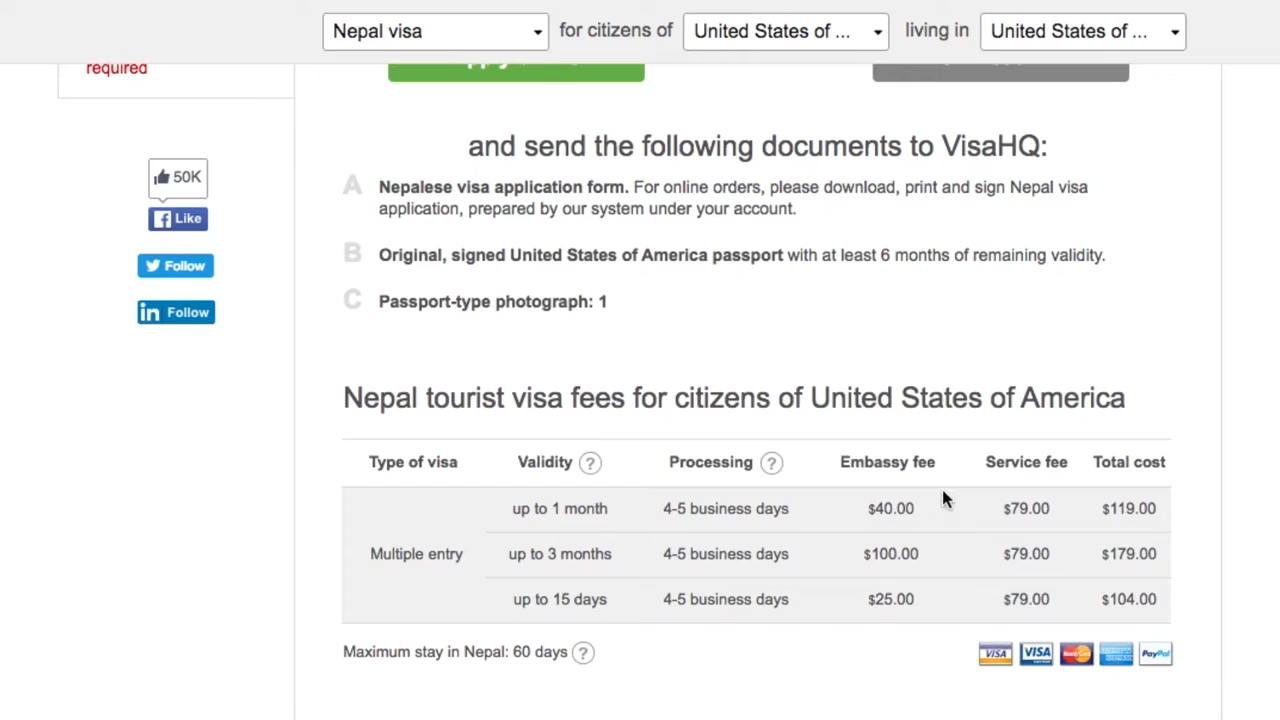 Nepal visa for citizens of United States of ... living in United States of ...
required
and send the following documents to VisaHQ:
50K
Like
Follow
Follow
A Nepalese visa application form. For online orders, please download, print and sign Nepal visa
application, prepared by our system under your account.
B Original, signed United States of America passport with at least 6 months of remaining validity.
C Passport-type photograph: 1
Nepal tourist visa fees for citizens of United States of America
Type of visa Validity ? Processing ? Embassy fee Service fee Total cost
up to 1 month 4-5 business days $40.00 $79.00 $119.00
Multiple entry up to 3 months 4-5 business days $100.00 $79.00 $179.00
up to 15 days 4-5 business days $25.00 $79.00 $104.00
Maximum stay in Nepal: 60 days ?
VISA VISA MasterCard PayPal